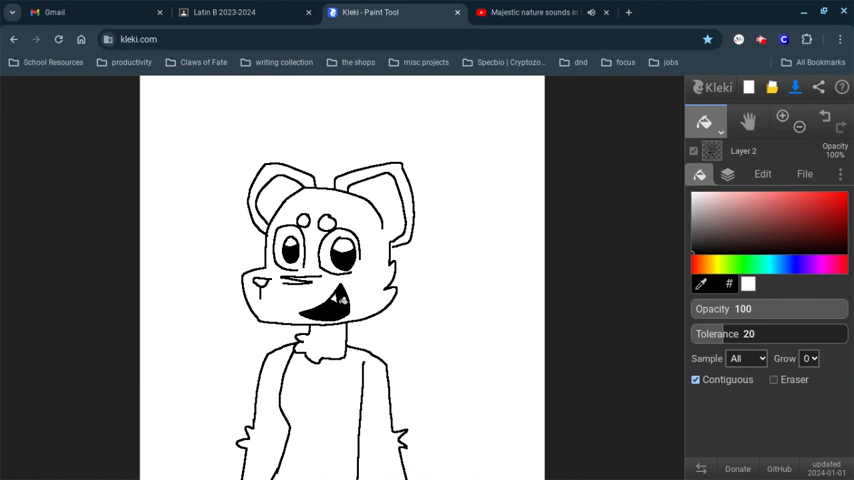 Gmail
Latin B 2023-2024
Kleki - Paint Tool
Majestic nature sounds in t
kleki.com
School Resources
productivity
Claws of Fate
writing collection
the shops
misc projects
Specbio | Cryptozo...
dnd
focus
jobs
All Bookmarks
Kleki
Layer 2
Opacity
100%
Edit
File
#
Opacity 100
Tolerance 20
Sample All Grow 0
Contiguous Eraser
Donate GitHub updated
2024-01-01